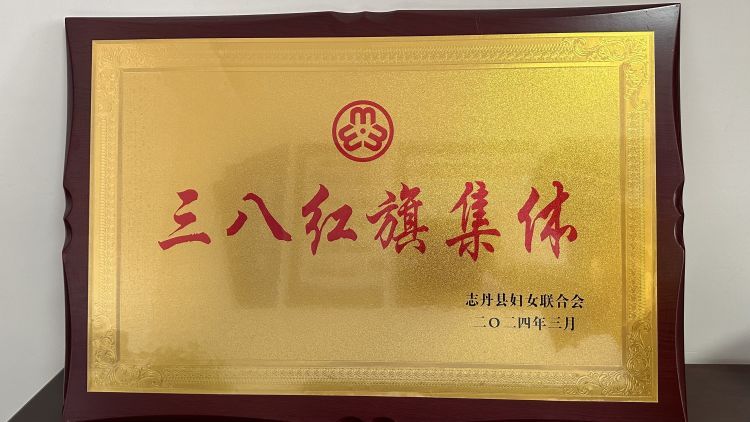 三八红旗集体
志丹县妇女联合会
二〇二四年三月